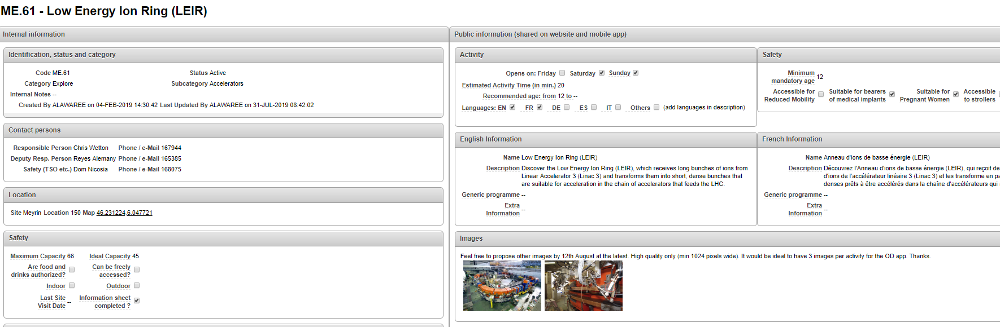 ME.61 - Low Energy Ion Ring (LEIR)
Internal information
Identification, status and category
Code ME.61 Status Active
Category Explore Subcategory Accelerators
Internal Notes --
Created By ALAWAREE on 04-FEB-2019 14:30:42 Last Updated By ALAWAREE on 31-JUL-2019 08:42:02
Contact persons
Responsible Person Chris Wetton Phone / e-Mail 167944
Deputy Resp. Person Reyes Alemany Phone / e-Mail 165385
Safety (TSO etc.) Dom Nicosia Phone / e-Mail 168075
Location
Site Meyrin Location 150 Map 46.231224,6.047721
Safety
Maximum Capacity 66 Ideal Capacity 45
Are food and drinks authorized? Can be freely accessed?
Indoor Outdoor
Last Site Visit Date -- Information sheet completed ?
Public information (shared on website and mobile app)
Activity
Opens on: Friday Saturday Sunday
Estimated Activity Time (in min.) 20
Recommended age: from 12 to --
Languages: EN FR DE ES IT Others (add languages in description)
Safety
Minimum mandatory age 12
Accessible for Reduced Mobility Suitable for bearers of medical implants Suitable for Pregnant Women Accessible to strollers
English Information
Name Low Energy Ion Ring (LEIR)
Description Discover the Low Energy Ion Ring (LEIR), which receives long bunches of ions from
Linear Accelerator 3 (Linac 3) and transforms them into short, dense bunches that
are suitable for acceleration in the chain of accelerators that feeds the LHC.
Generic programme --
Extra Information --
French Information
Name Anneau d'ions de basse énergie (LEIR)
Description Découvrez l'Anneau d'ions de basse énergie (LEIR), qui reçoit de
d'ions de l'accélérateur linéaire 3 (Linac 3) et les transforme en pa
denses prêts à être accélérés dans la chaîne d'accélérateurs qui
Generic programme --
Extra Information --
Images
Feel free to propose other images by 12th August at the latest. High quality only (min 1024 pixels wide). It would be ideal to have 3 images per activity for the OD app. Thanks.